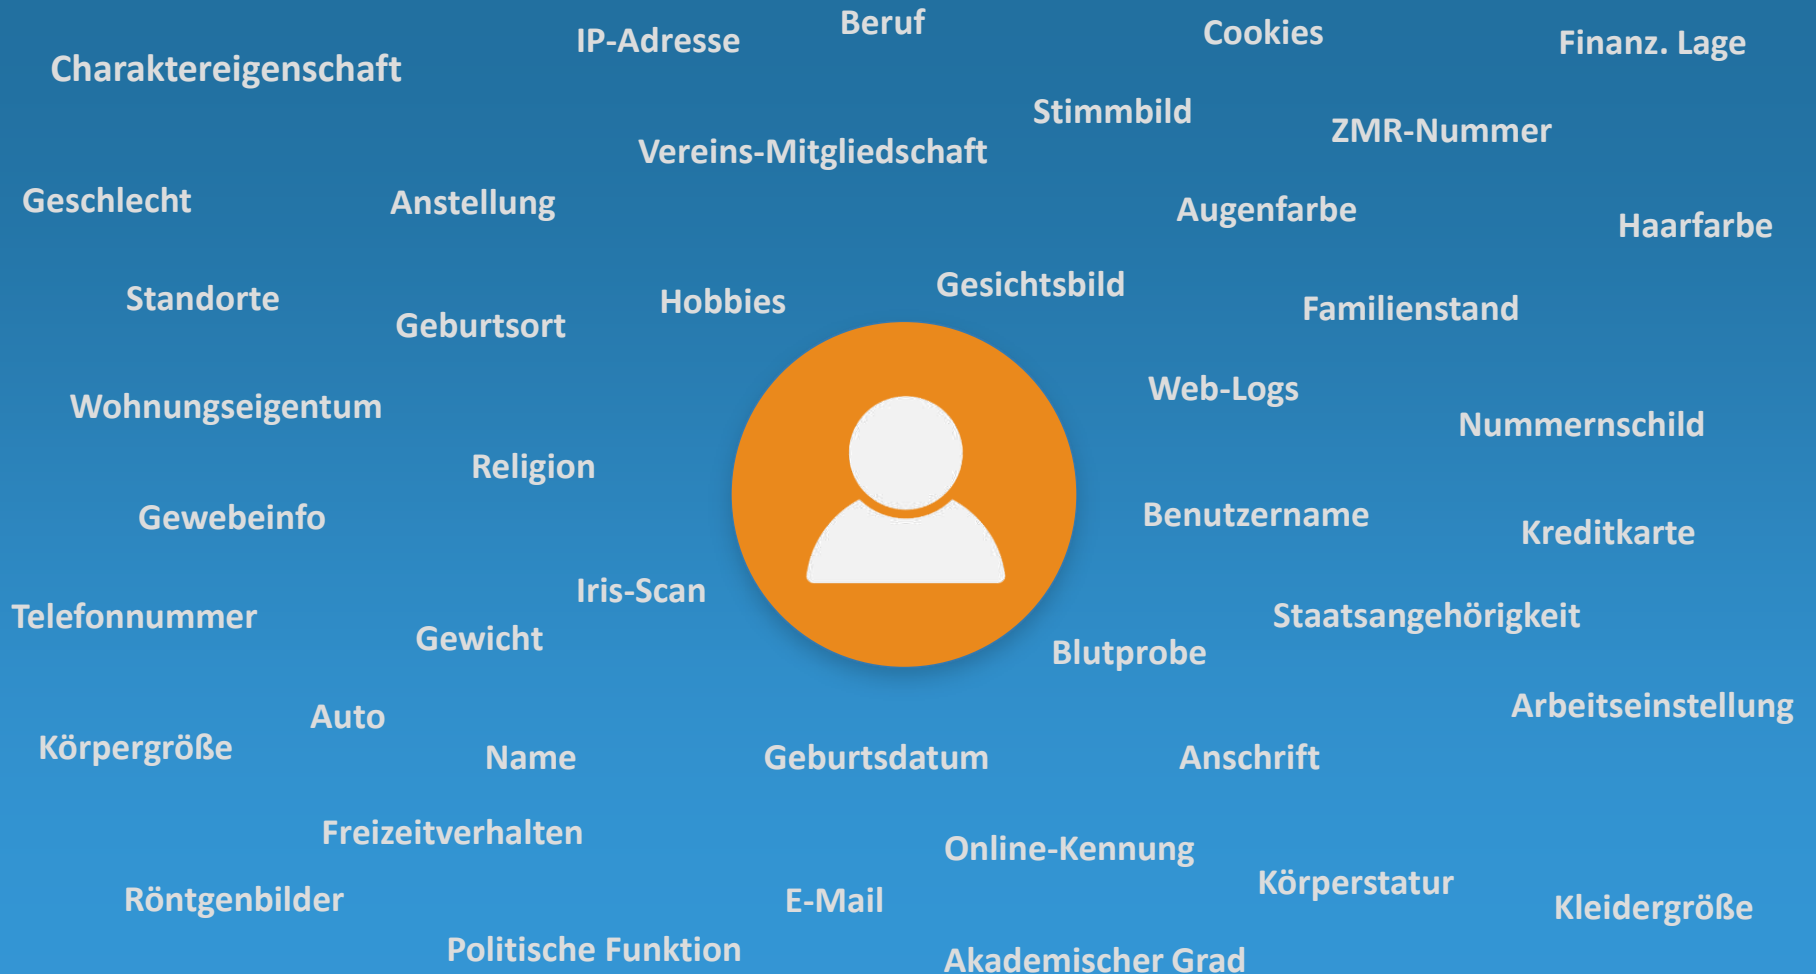 Beruf
Cookies
IP-Adresse
Finanz. Lage
Charaktereigenschaft
Stimmbild
ZMR-Nummer
Vereins-Mitgliedschaft
Geschlecht
Anstellung
Augenfarbe
Haarfarbe
Gesichtsbild
Standorte
Hobbies
Familienstand
Geburtsort
Web-Logs
Wohnungseigentum
Nummernschild
Religion
Benutzername
Gewebeinfo
Kreditkarte
Iris-Scan
Telefonnummer
Staatsangehörigkeit
Gewicht
Blutprobe
Arbeitseinstellung
Auto
Körpergröße
Name
Geburtsdatum
Anschrift
Freizeitverhalten
Online-Kennung
Körperstatur
Röntgenbilder
E-Mail
Kleidergröße
Politische Funktion
Akademischer Grad